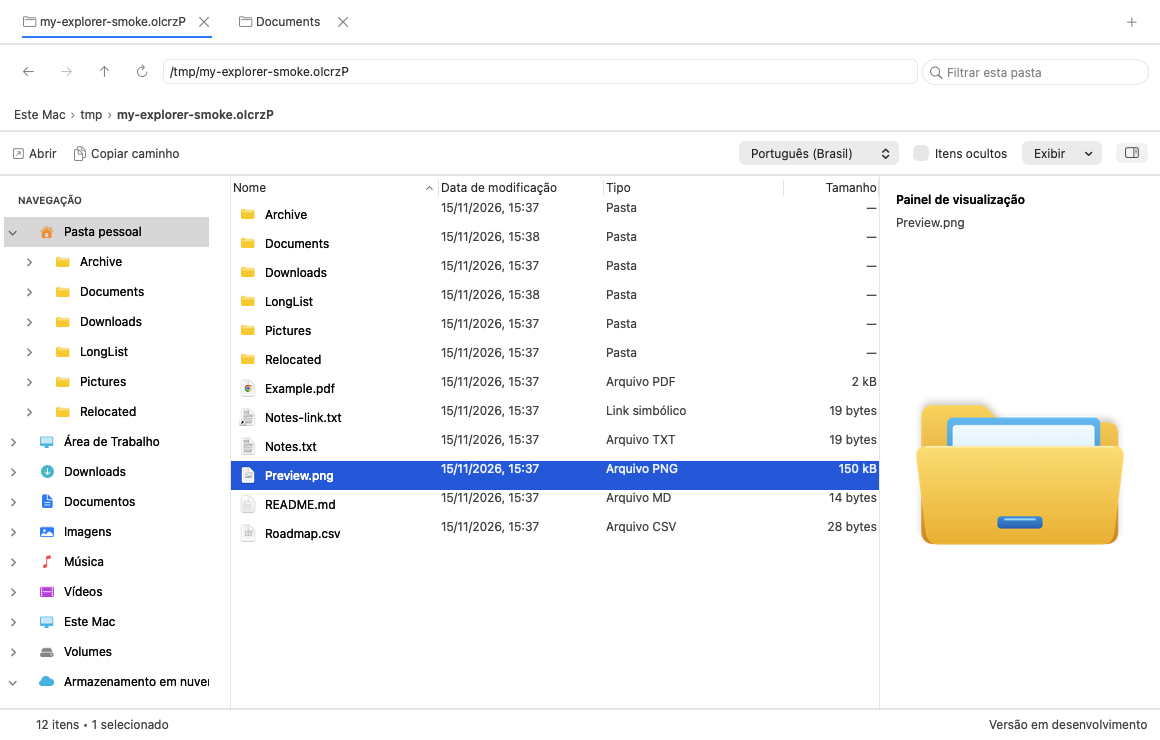 my-explorer-smoke.olcrzP Documents
/tmp/my-explorer-smoke.olcrzP Filtrar esta pasta
Este Mac › tmp › my-explorer-smoke.olcrzP
Abrir Copiar caminho Português (Brasil) Itens ocultos Exibir
NAVEGAÇÃO
Pasta pessoal
Archive
Documents
Downloads
LongList
Pictures
Relocated
Área de Trabalho
Downloads
Documentos
Imagens
Música
Vídeos
Este Mac
Volumes
Armazenamento em
Nome Data de modificação Tipo Tamanho
Archive 15/11/2026, 15:37 Pasta —
Documents 15/11/2026, 15:38 Pasta —
Downloads 15/11/2026, 15:37 Pasta —
LongList 15/11/2026, 15:38 Pasta —
Pictures 15/11/2026, 15:37 Pasta —
Relocated 15/11/2026, 15:37 Pasta —
Example.pdf 15/11/2026, 15:37 Arquivo PDF 2 kB
Notes-link.txt 15/11/2026, 15:37 Link simbólico 19 bytes
Notes.txt 15/11/2026, 15:37 Arquivo TXT 19 bytes
Preview.png 15/11/2026, 15:37 Arquivo PNG 150 kB
README.md 15/11/2026, 15:37 Arquivo MD 14 bytes
Roadmap.csv 15/11/2026, 15:37 Arquivo CSV 28 bytes
Painel de visualização
Preview.png
12 itens • 1 selecionado Versão em desenvolvimento